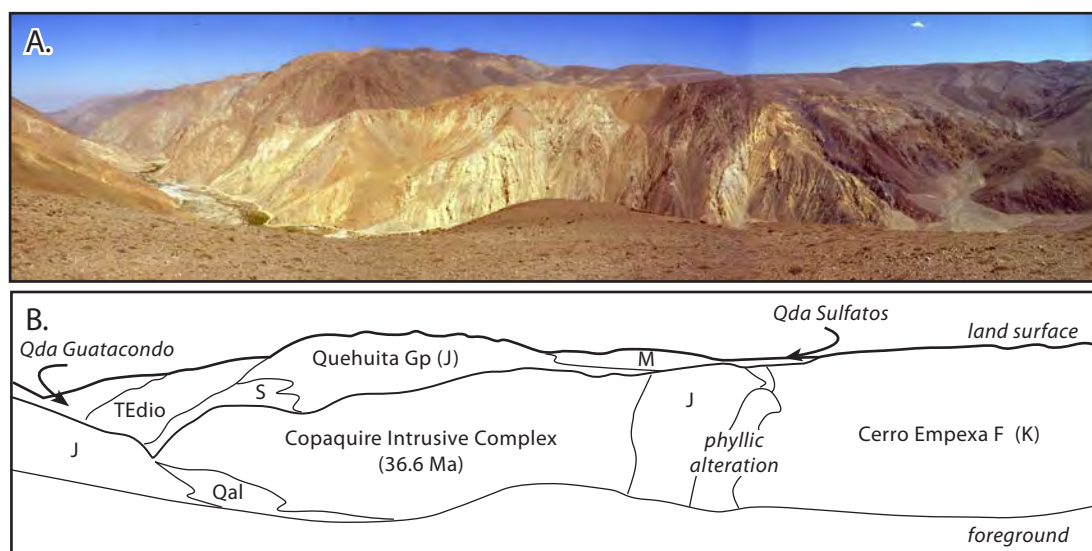 A.
B.
Qda Sulfatos
land surface
Qda Guatacondo
Quehuita Gp (J)
M
S
TEdio
J
J
Copaquire Intrusive Complex
(36.6 Ma)
phyllic
alteration
Cerro Empexa F (K)
Qal
foreground